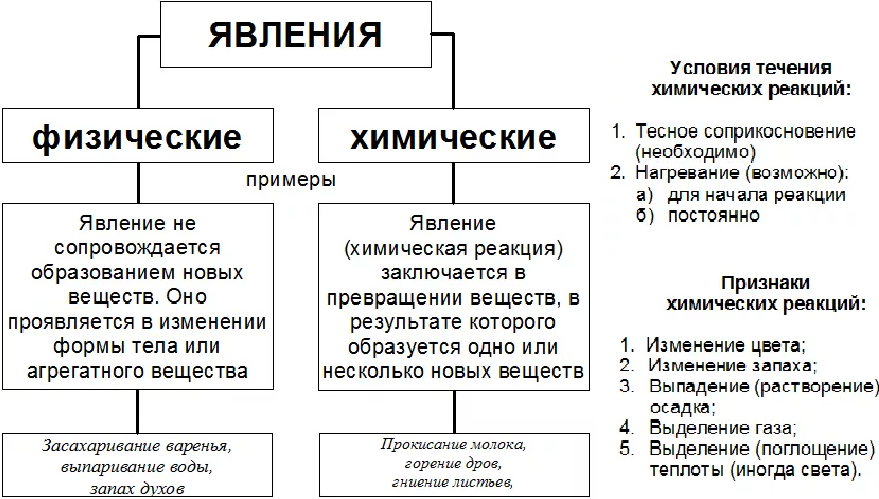 ЯВЛЕНИЯ
физические
химические
примеры
Явление не
сопровождается
образованием новых
веществ. Оно
проявляется в изменении
формы тела или
агрегатного вещества
Явление
(химическая реакция)
заключается в
превращении веществ, в
результате которого
образуется одно или
несколько новых веществ
Засахаривание варенья,
выпаривание воды,
запах духов
Прокисание молока,
горение дров,
гниение листьев,
Условия течения
химических реакций:
1. Тесное соприкосновение
(необходимо)
2. Нагревание (возможно):
а) для начала реакции
б) постоянно
Признаки
химических реакций:
1. Изменение цвета;
2. Изменение запаха;
3. Выпадение (растворение)
осадка;
4. Выделение газа;
5. Выделение (поглощение)
теплоты (иногда света).